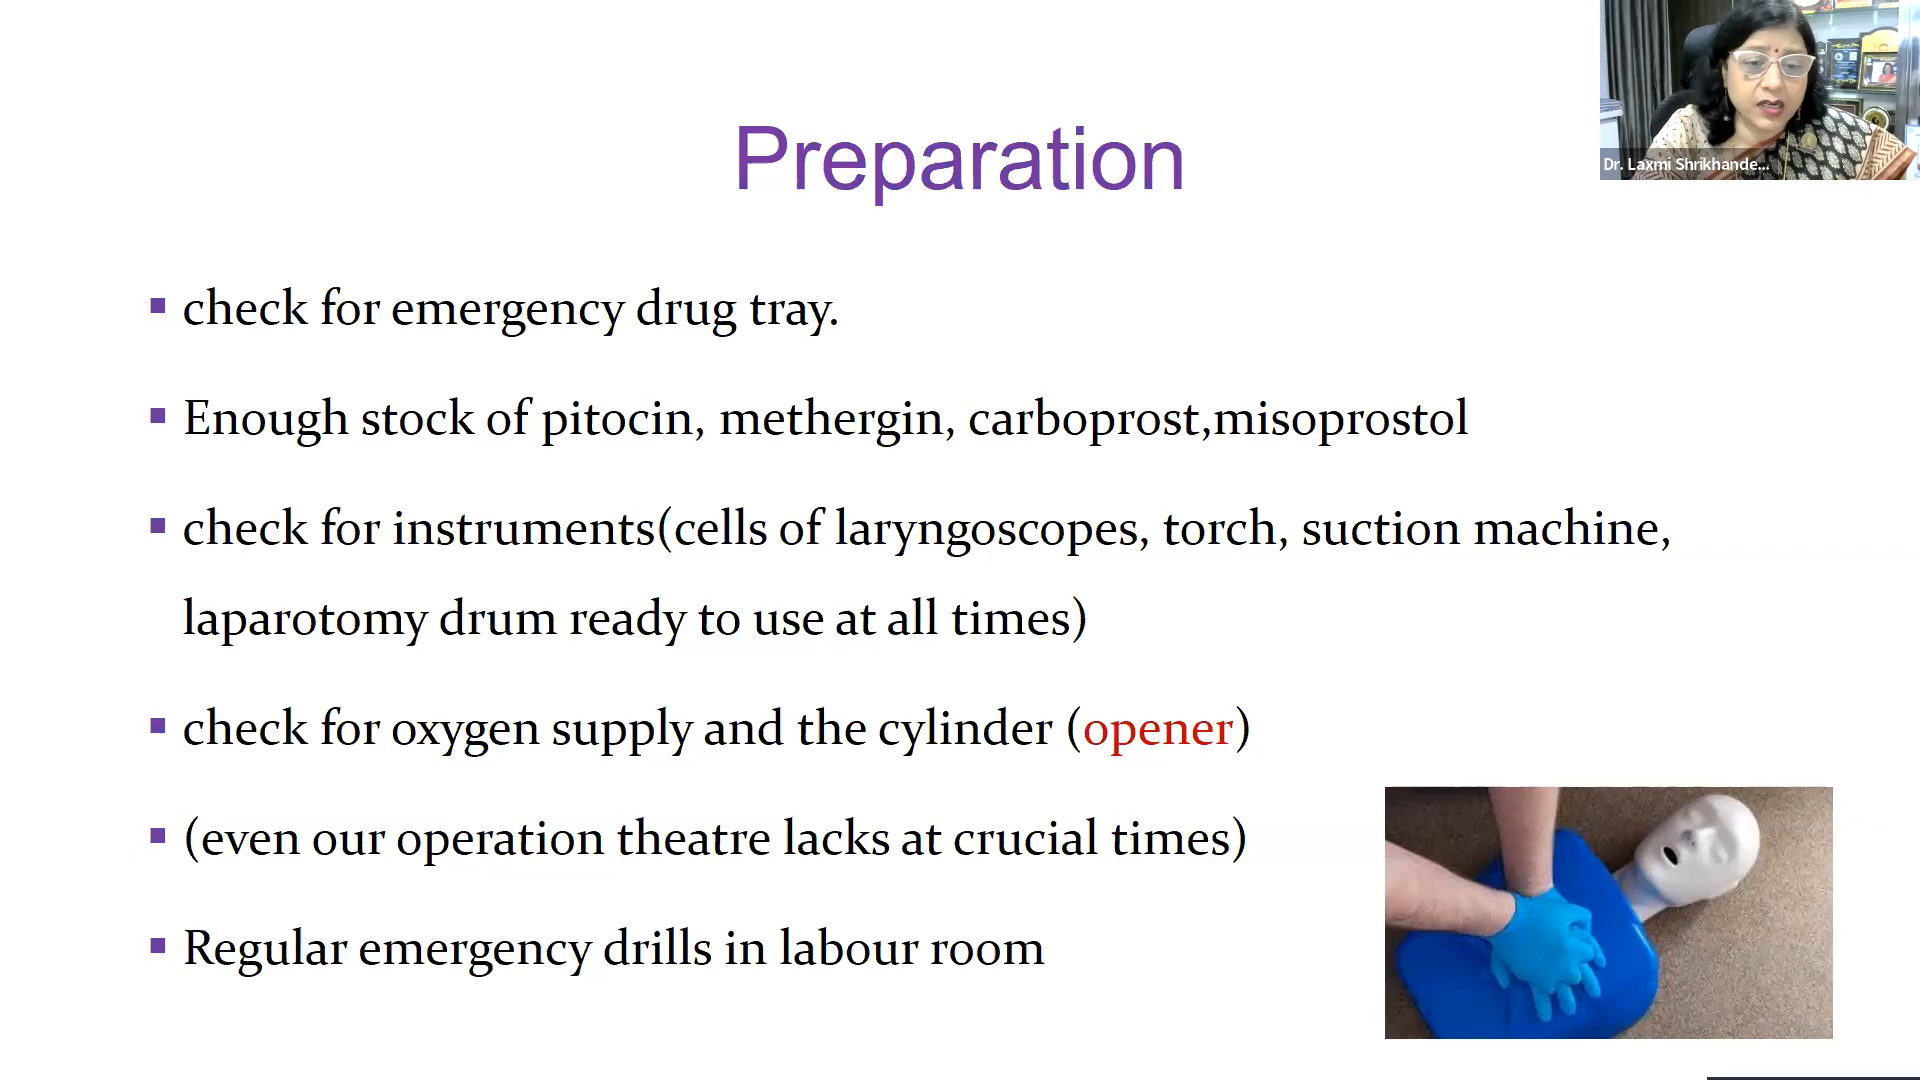 Dr. Laxmi Shrikhande...
Preparation
check for emergency drug tray.
Enough stock of pitocin, methergin, carboprost,misoprostol
check for instruments(cells of laryngoscopes, torch, suction machine,
laparotomy drum ready to use at all times)
check for oxygen supply and the cylinder (opener)
(even our operation theatre lacks at crucial times)
Regular emergency drills in labour room